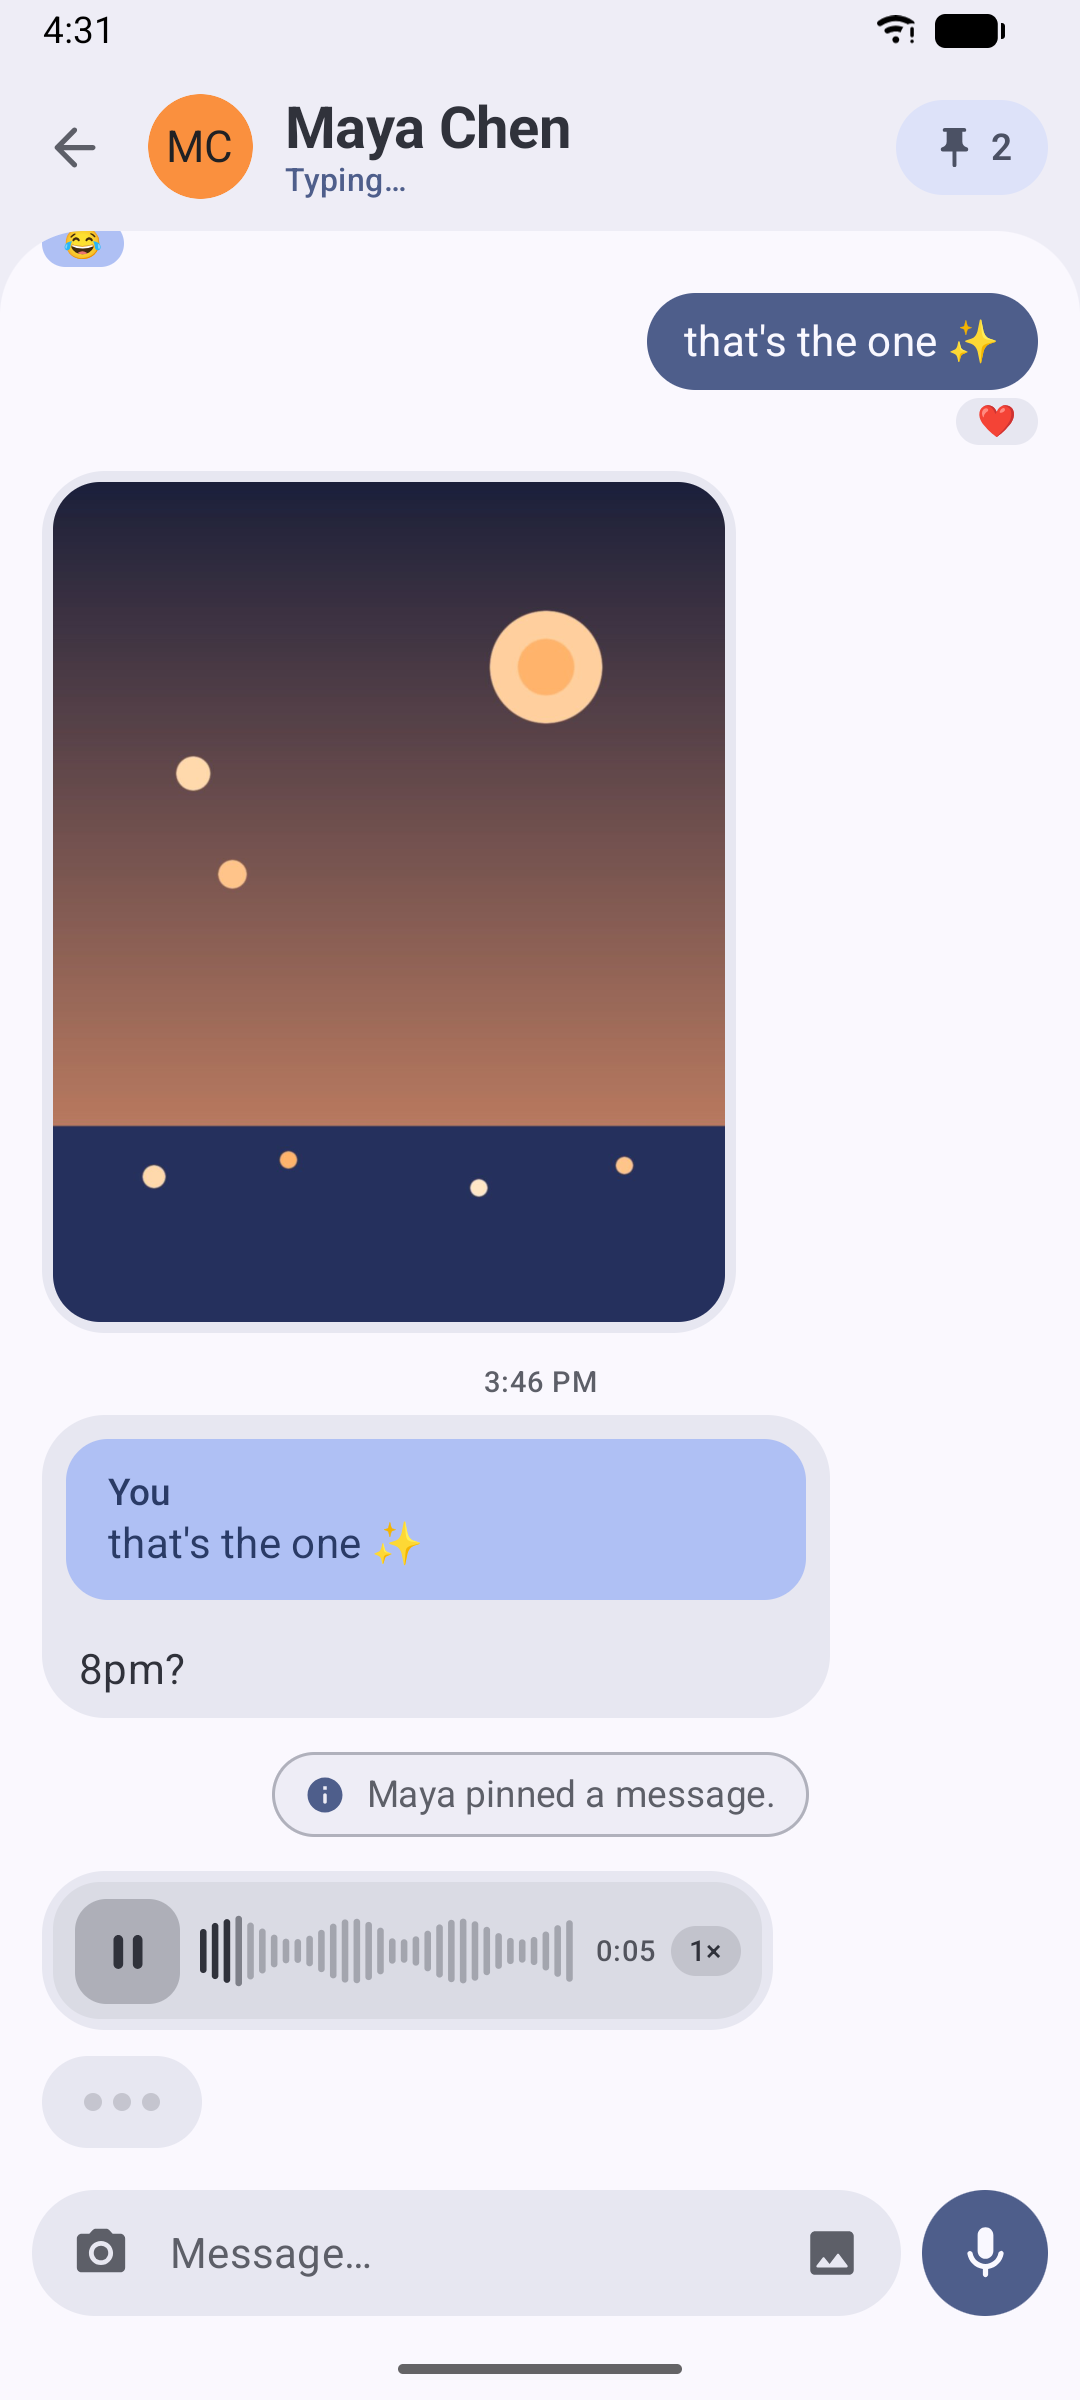 4:31
MC
Maya Chen
Typing…
2
😂
that's the one ✨
❤️
3:46 PM
You
that's the one ✨
8pm?
Maya pinned a message.
0:05
1×
Message…